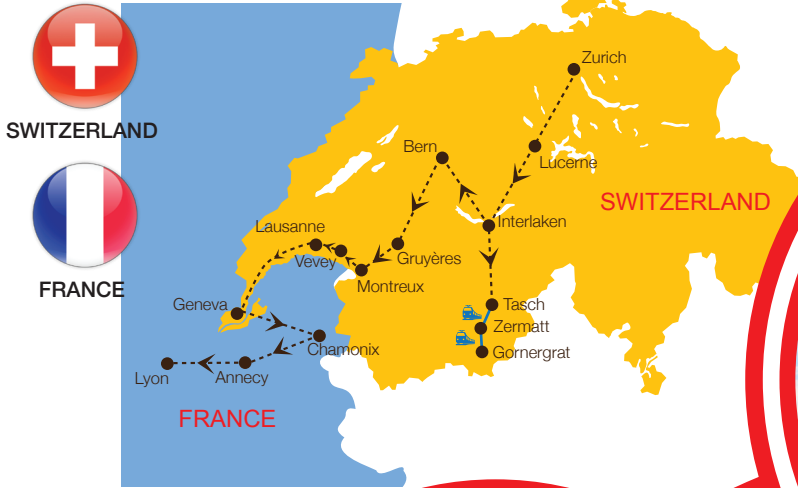 SWITZERLAND
FRANCE
Zurich
Bern
Lucerne
SWITZERLAND
Interlaken
Lausanne
Vevey
Gruyères
Montreux
Geneva
Tasch
Zermatt
Gornergrat
Chamonix
Lyon
Annecy
FRANCE